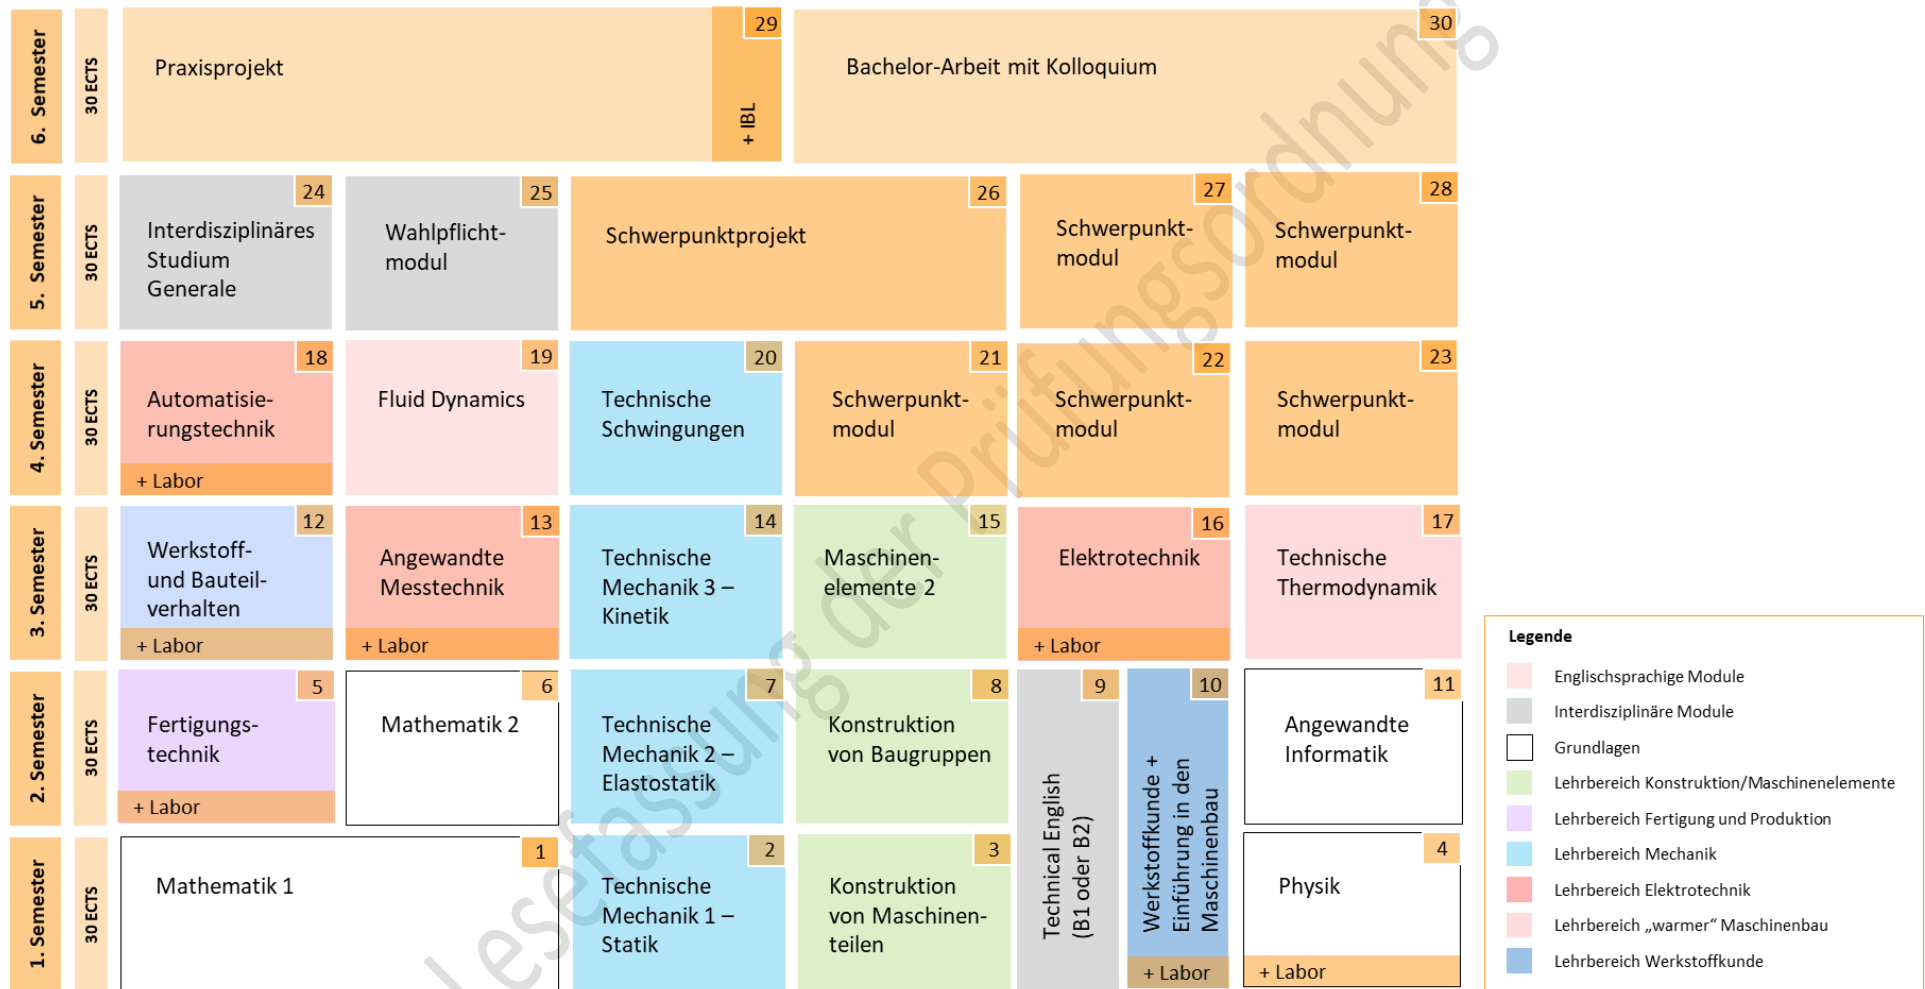 6. Semester
30 ECTS
Praxisprojekt
29
+ IBL
30
Bachelor-Arbeit mit Kolloquium
5. Semester
30 ECTS
24
Interdisziplinäres
Studium
Generale
25
Wahlpflicht-
modul
26
Schwerpunktprojekt
27
Schwerpunkt-
modul
28
Schwerpunkt-
modul
4. Semester
30 ECTS
18
Automatisie-
rungstechnik
+ Labor
19
Fluid Dynamics
20
Technische
Schwingungen
21
Schwerpunkt-
modul
22
Schwerpunkt-
modul
23
Schwerpunkt-
modul
3. Semester
30 ECTS
12
Werkstoff-
und Bauteil-
verhalten
+ Labor
13
Angewandte
Messtechnik
+ Labor
14
Technische
Mechanik 3 –
Kinetik
15
Maschinen-
elemente 2
16
Elektrotechnik
+ Labor
17
Technische
Thermodynamik
2. Semester
30 ECTS
5
Fertigungs-
technik
+ Labor
6
Mathematik 2
7
Technische
Mechanik 2 –
Elastostatik
8
Konstruktion
von Baugruppen
9
Technical English
(B1 oder B2)
10
Werkstoffkunde +
Einführung in den
Maschinenbau
+ Labor
11
Angewandte
Informatik
1. Semester
30 ECTS
1
Mathematik 1
2
Technische
Mechanik 1 –
Statik
3
Konstruktion
von Maschinen-
teilen
4
Physik
+ Labor
Legende
Englischsprachige Module
Interdisziplinäre Module
Grundlagen
Lehrbereich Konstruktion/Maschinenelemente
Lehrbereich Fertigung und Produktion
Lehrbereich Mechanik
Lehrbereich Elektrotechnik
Lehrbereich „warmer“ Maschinenbau
Lehrbereich Werkstoffkunde
Lesefassung der Prüfungsordnung